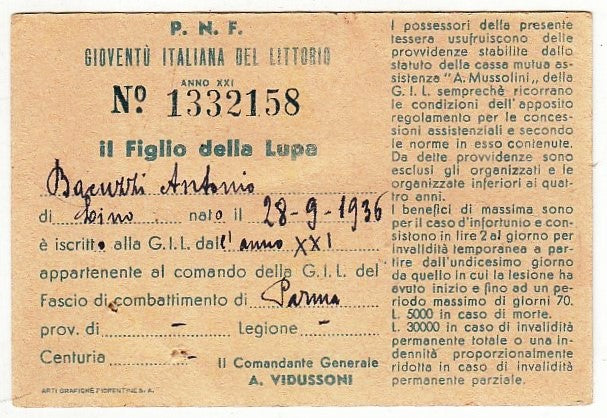 P. N. F.
GIOVENTÙ ITALIANA DEL LITTORIO
ANNO XXI
Nº 1332158
il Figlio della Lupa
Bacuzzi Antonio
di Lino nato il 28-9-1936
è iscritto alla G.I.L. dall'anno XXI
appartenente al comando della G.I.L. del
Fascio di combattimento di Parma
prov. di - Legione -
Centuria -
Il Comandante Generale
A. VIDUSSONI
ARTI GRAFICHE FIORENTINE S. A.
I possessori della presente
tessera usufruiscono delle
provvidenze stabilite dallo
statuto della cassa mutua as
sistenza "A. Mussolini„ della
G. I. L. semprechè ricorrano
le condizioni dell'apposito
regolamento per le conces
sioni assistenziali e secondo
le norme in esso contenute.
Da dette provvidenze sono
esclusi gli organizzati e le
organizzate inferiori ai quat
tro anni.
I benefici di massima sono
per il caso d'infortunio e con
sistono in lire 2 al giorno per
invalidità temporanea a par
tire dall'undicesimo giorno
da quello in cui la lesione ha
avuto inizio e fino ad un pe
riodo massimo di giorni 70.
L. 5000 in caso di morte.
L. 30000 in caso di invalidità
permanente totale o una in
dennità proporzionalmente
ridotta in caso di invalidità
permanente parziale.